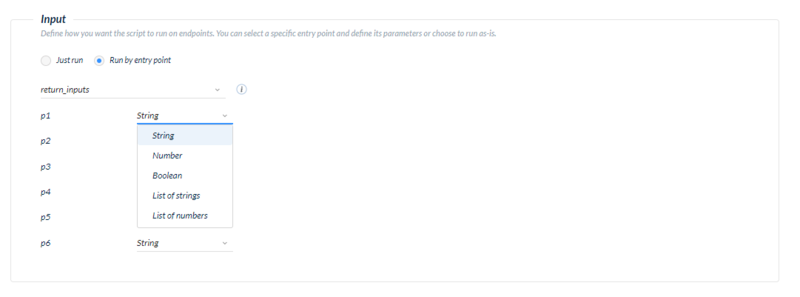 Input
Define how you want the script to run on endpoints. You can select a specific entry point and define its parameters or choose to run as-is.
Just run Run by entry point
return_inputs i
p1 String
String
p2
Number
p3
Boolean
p4 List of strings
p5 List of numbers
p6 String